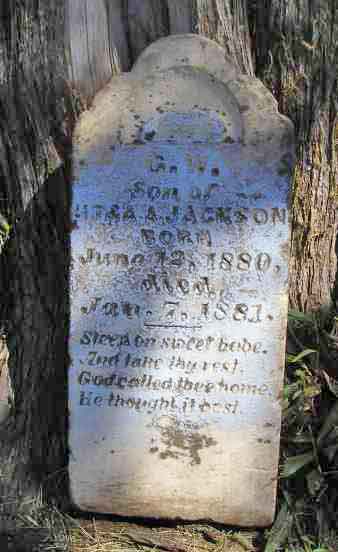 G. W.
Son of
A. JACKSON
BORN
June 12, 1880,
died,
Jan. 7, 1881.
Sleep on sweet babe.
And take thy rest.
God called thee home.
He thought it best.